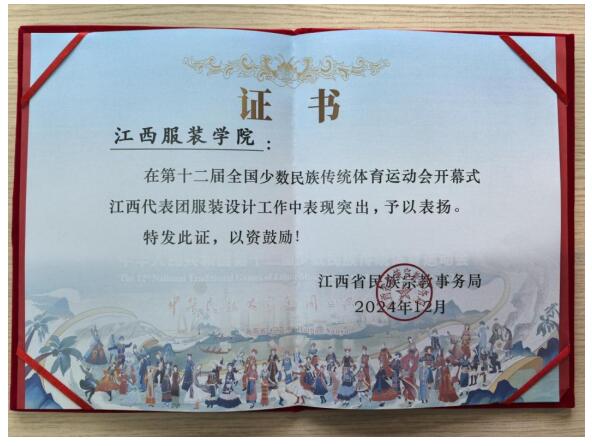 证 书
江西服装学院：
在第十二届全国少数民族传统体育运动会开幕式
江西代表团服装设计工作中表现突出，予以表扬。
特发此证，以资鼓励！
江西省民族宗教事务局
2024年12月